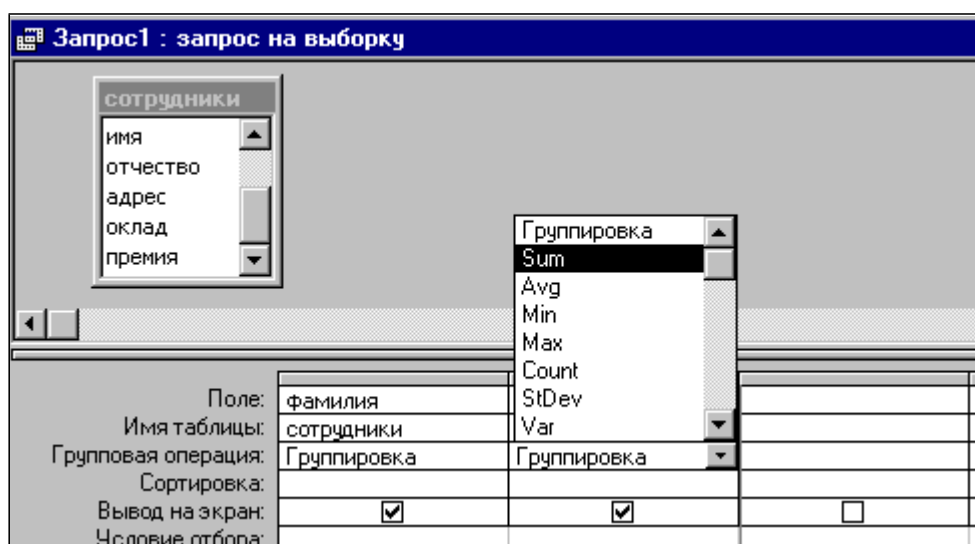 Запрос1 : запрос на выборку
сотрудники
имя
отчество
адрес
оклад
премия
Группировка
Sum
Avg
Min
Max
Count
StDev
Var
Поле: фамилия
Имя таблицы: сотрудники
Групповая операция: Группировка Группировка
Сортировка:
Вывод на экран:
Условие отбора: